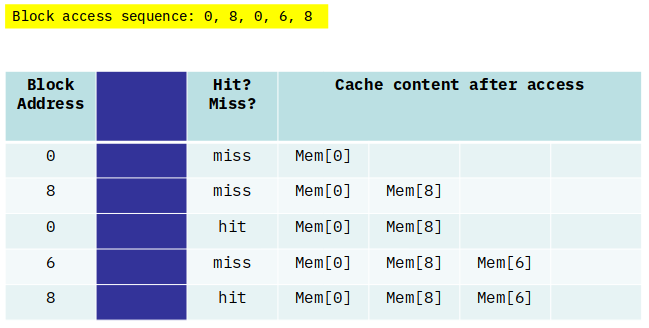 Block access sequence: 0, 8, 0, 6, 8
Block Address Hit? Miss? Cache content after access
0 miss Mem[0]
8 miss Mem[0] Mem[8]
0 hit Mem[0] Mem[8]
6 miss Mem[0] Mem[8] Mem[6]
8 hit Mem[0] Mem[8] Mem[6]